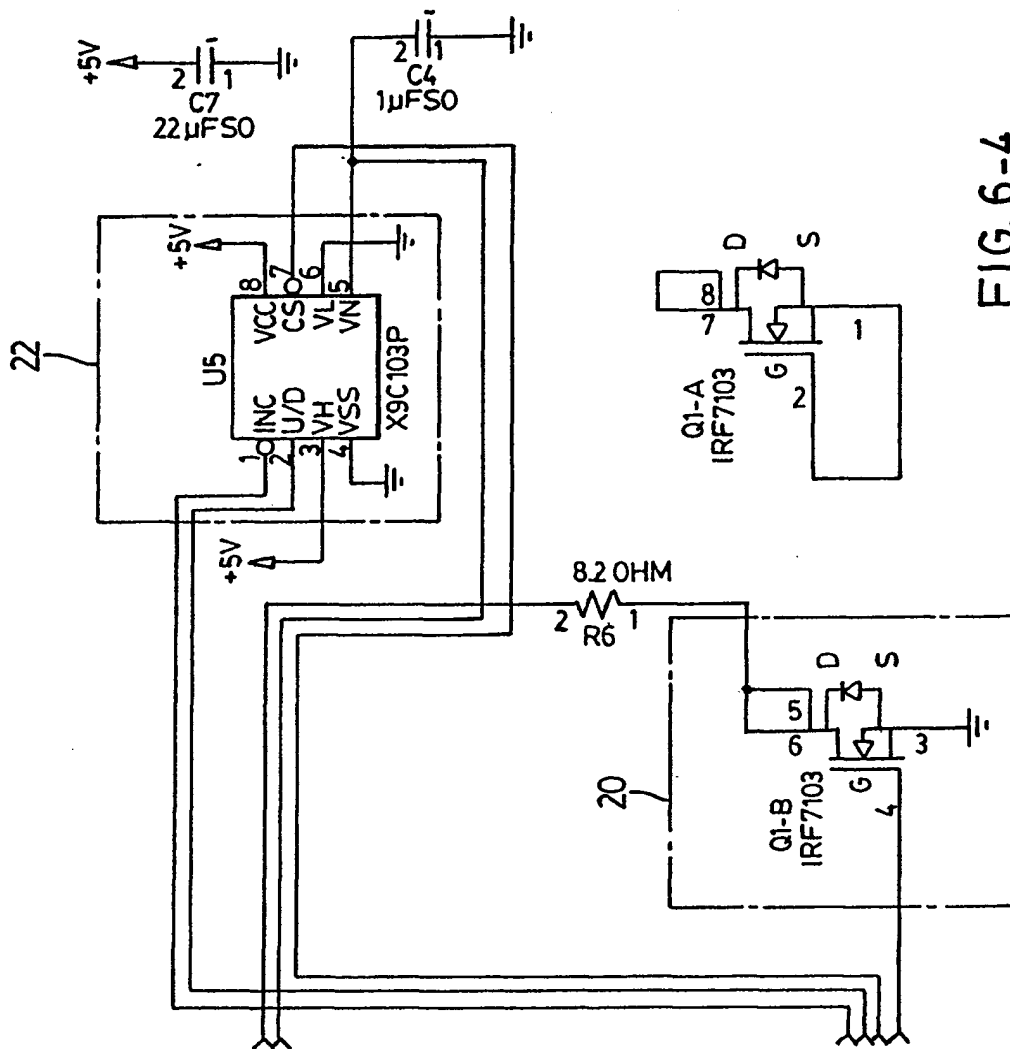 +5V
2
1
C7
22µFSO
2
1
C4
1µFSO
22
+5V
U5
1
2
3
4
INC
U/D
VH
VSS
VCC
CS
VL
VN
8
7
6
5
X9C103P
+5V
8.2 OHM
2
1
R6
Q1-A
IRF7103
7
8
D
S
G
2
1
20
Q1-B
IRF7103
6
5
D
S
G
4
3
FIG. 6-4